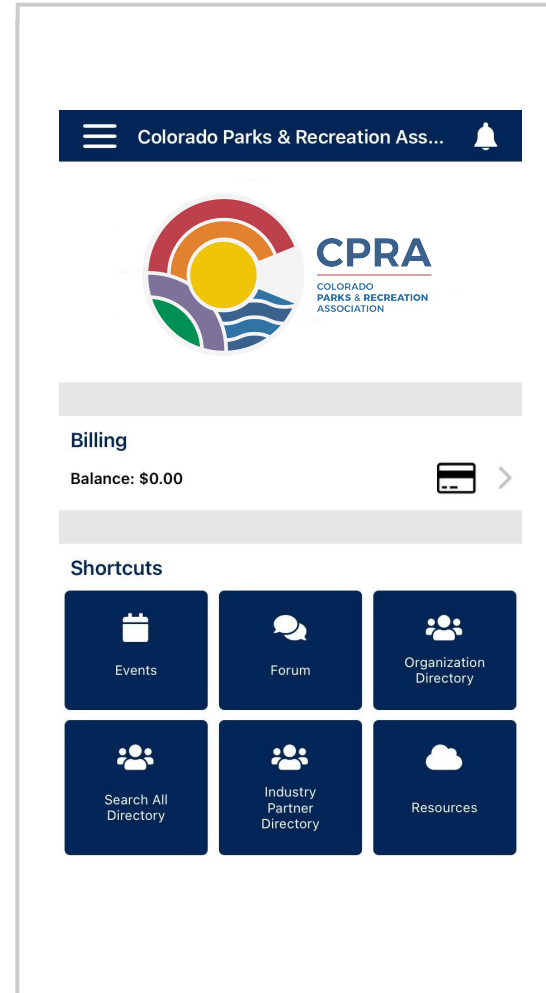 Colorado Parks & Recreation Ass...
CPRA
COLORADO
PARKS & RECREATION
ASSOCIATION
Billing
Balance: $0.00
Shortcuts
Events
Forum
Organization
Directory
Search All
Directory
Industry
Partner
Directory
Resources